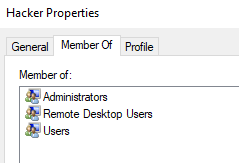 Hacker Properties
General
Member Of
Profile
Member of:
Administrators
Remote Desktop Users
Users